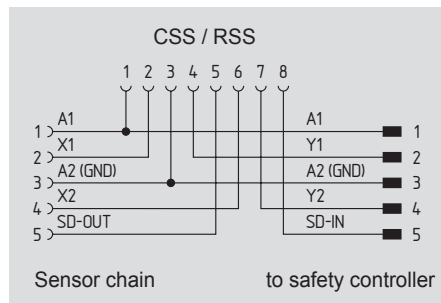 CSS / RSS
1 2 3 4 5 6 7 8
A1 A1
1 1
X1 Y1
2 2
A2 (GND) A2 (GND)
3 3
X2 Y2
4 4
SD-OUT SD-IN
5 5
Sensor chain to safety controller